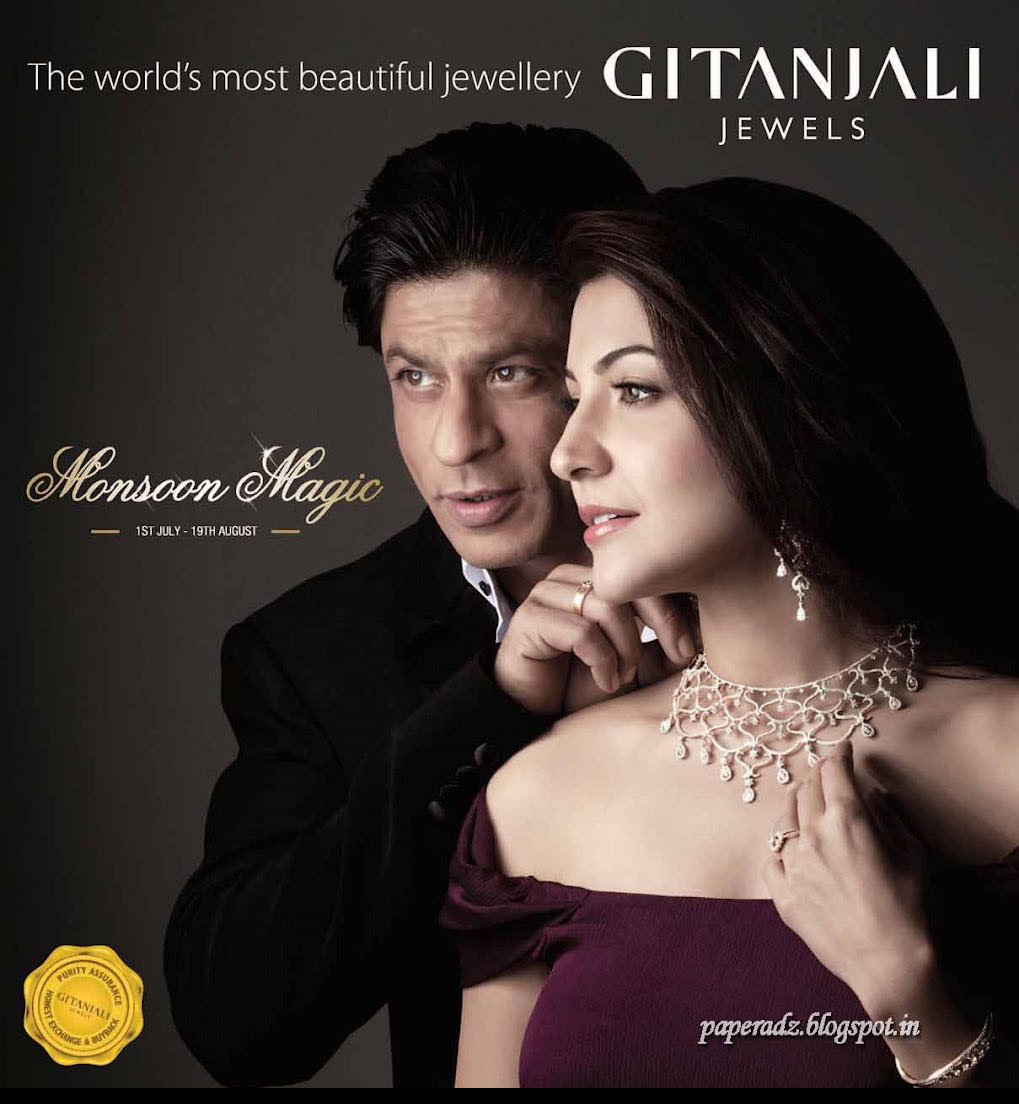 The world's most beautiful jewellery
GITANJALI
JEWELS
Monsoon Magic
1ST JULY - 19TH AUGUST
PURITY ASSURANCE
GITANJALI
JEWELS
HONEST EXCHANGE & BUYBACK
paperadz.blogspot.in